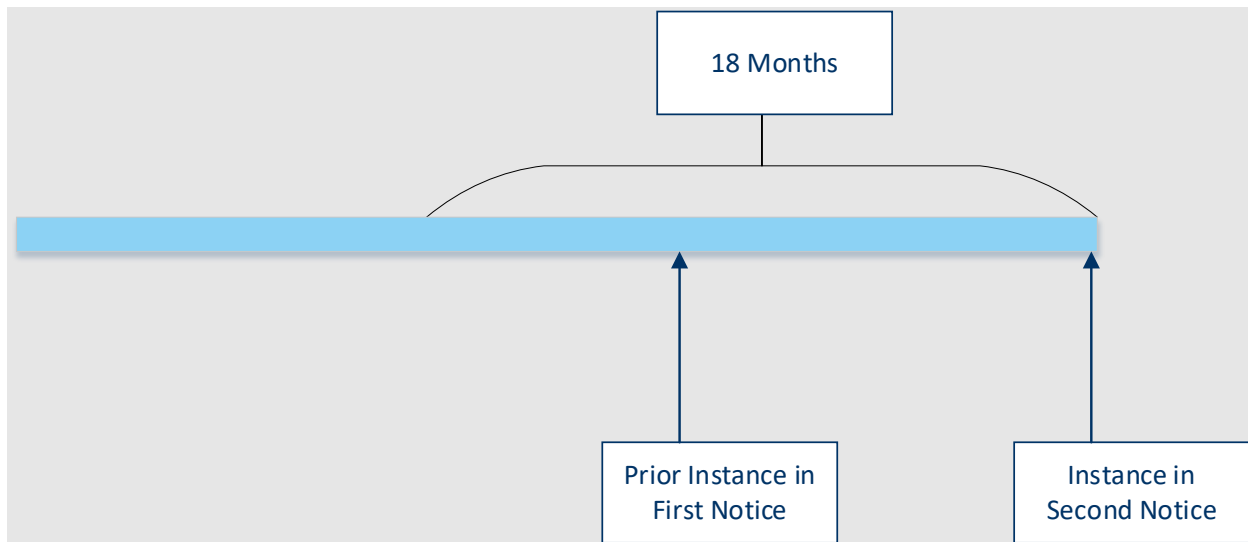 18 Months
Prior Instance in
First Notice
Instance in
Second Notice